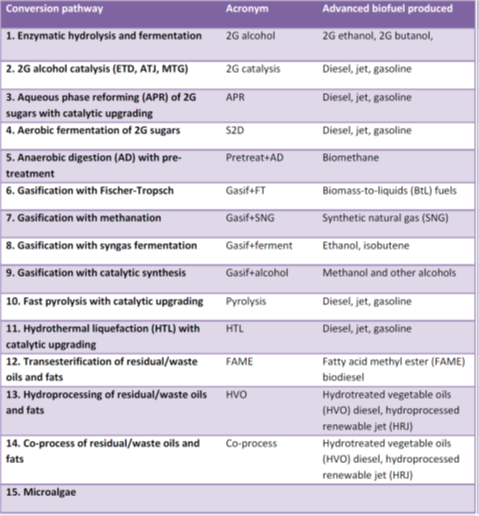 Conversion pathway Acronym Advanced biofuel produced
1. Enzymatic hydrolysis and fermentation 2G alcohol 2G ethanol, 2G butanol,
2. 2G alcohol catalysis (ETD, ATJ, MTG) 2G catalysis Diesel, jet, gasoline
3. Aqueous phase reforming (APR) of 2G APR Diesel, jet, gasoline
sugars with catalytic upgrading
4. Aerobic fermentation of 2G sugars S2D Diesel, jet, gasoline
5. Anaerobic digestion (AD) with pre- Pretreat+AD Biomethane
treatment
6. Gasification with Fischer-Tropsch Gasif+FT Biomass-to-liquids (BtL) fuels
7. Gasification with methanation Gasif+SNG Synthetic natural gas (SNG)
8. Gasification with syngas fermentation Gasif+ferment Ethanol, isobutene
9. Gasification with catalytic synthesis Gasif+alcohol Methanol and other alcohols
10. Fast pyrolysis with catalytic upgrading Pyrolysis Diesel, jet, gasoline
11. Hydrothermal liquefaction (HTL) with HTL Diesel, jet, gasoline
catalytic upgrading
12. Transesterification of residual/waste FAME Fatty acid methyl ester (FAME)
oils and fats biodiesel
13. Hydroprocessing of residual/waste oils HVO Hydrotreated vegetable oils
and fats (HVO) diesel, hydroprocessed
renewable jet (HRJ)
14. Co-process of residual/waste oils and Co-process Hydrotreated vegetable oils
fats (HVO) diesel, hydroprocessed
renewable jet (HRJ)
15. Microalgae